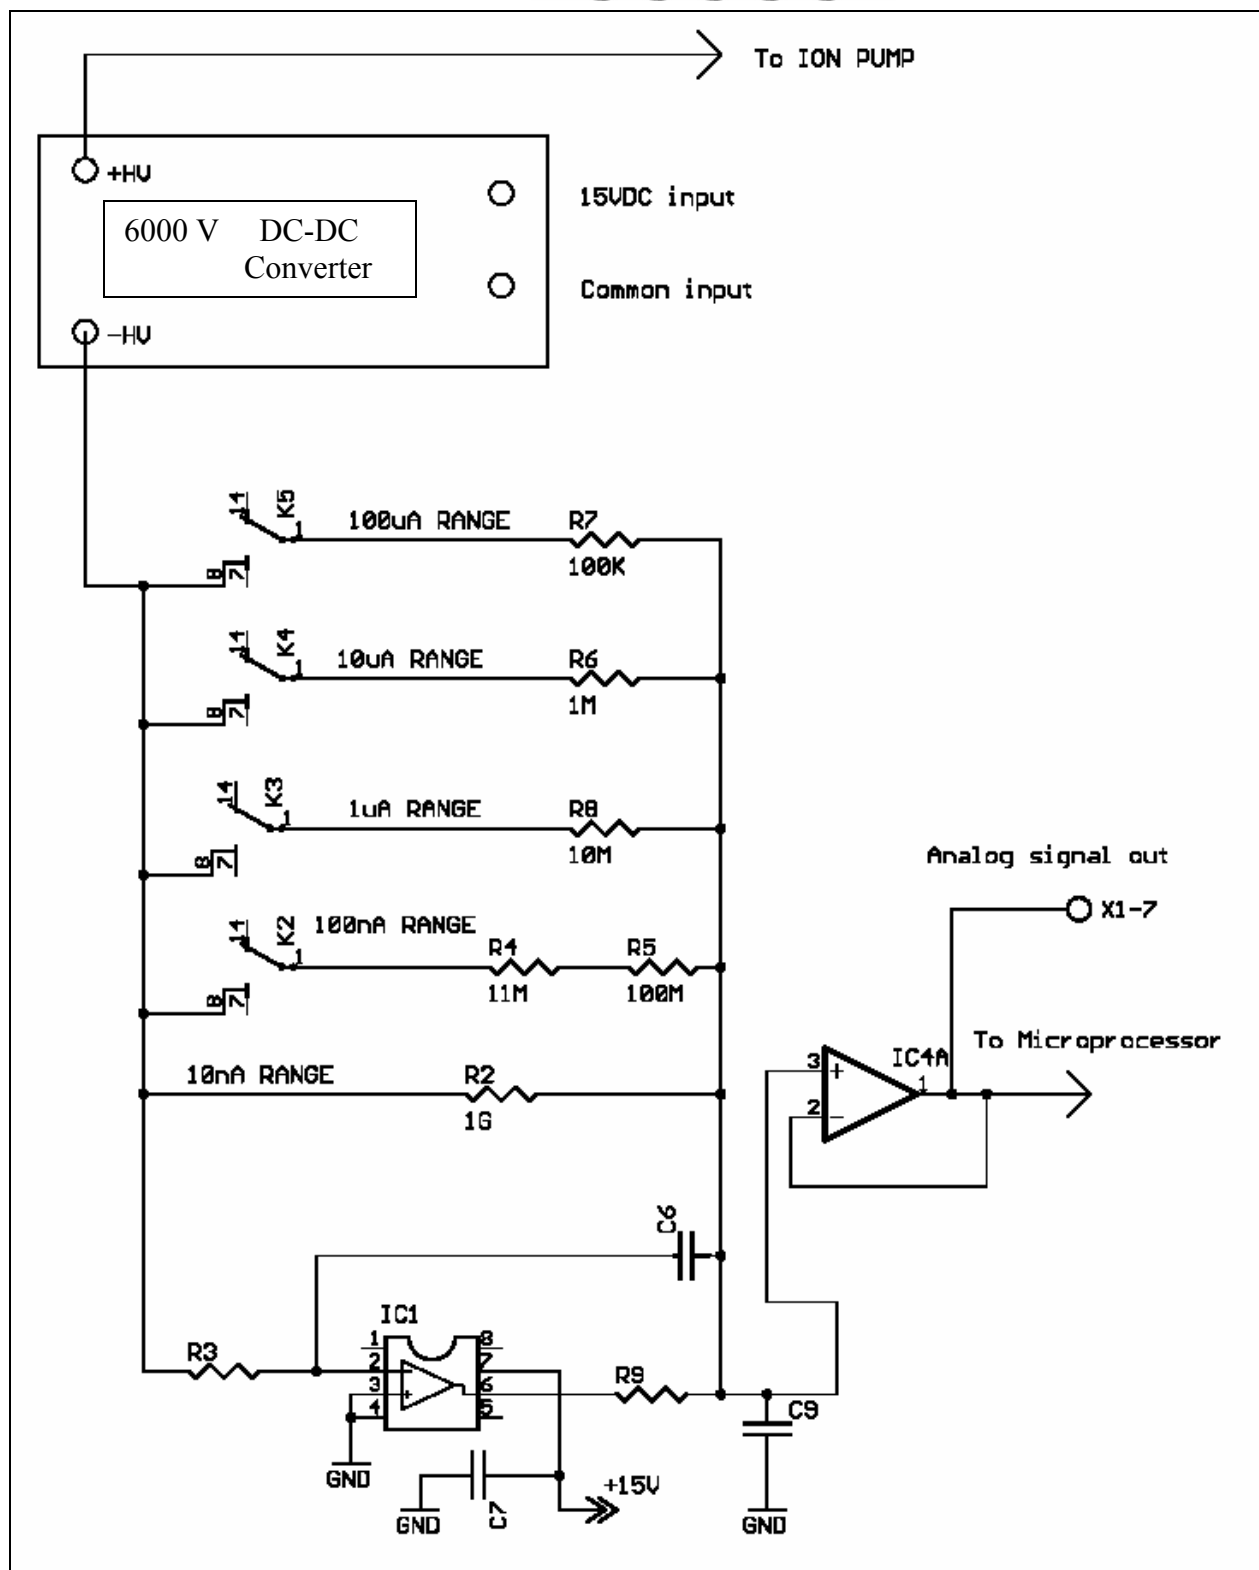 To ION PUMP
+HV
15VDC input
6000 V DC-DC
Converter
Common input
-HV
14
K5
1
100uA RANGE
R7
100K
8
7
14
K4
1
10uA RANGE
R6
1M
8
7
14
K3
1
1uA RANGE
R8
10M
8
7
Analog signal out
X1-7
14
K2
1
100nA RANGE
R4
11M
R5
100M
8
7
To Microprocessor
IC4A
3
+
1
2
-
10nA RANGE
R2
1G
C6
IC1
1
8
R3
2
-
7
3
+
6
R9
4
5
C9
GND
C7
+15V
GND
GND